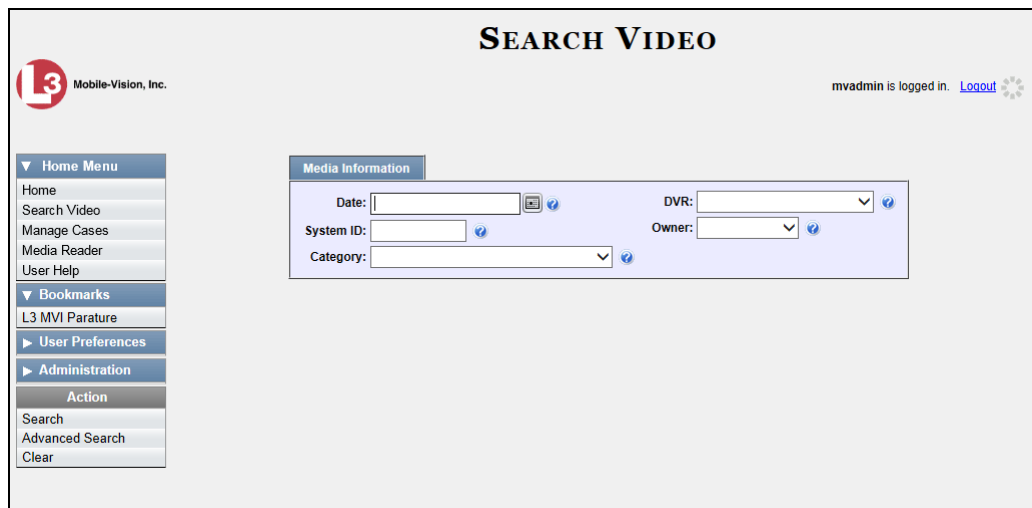 SEARCH VIDEO
L3 Mobile-Vision, Inc.
mvadmin is logged in. Logout
Home Menu
Home
Search Video
Manage Cases
Media Reader
User Help
Bookmarks
L3 MVI Parature
User Preferences
Administration
Action
Search
Advanced Search
Clear
Media Information
Date:
DVR:
System ID:
Owner:
Category: